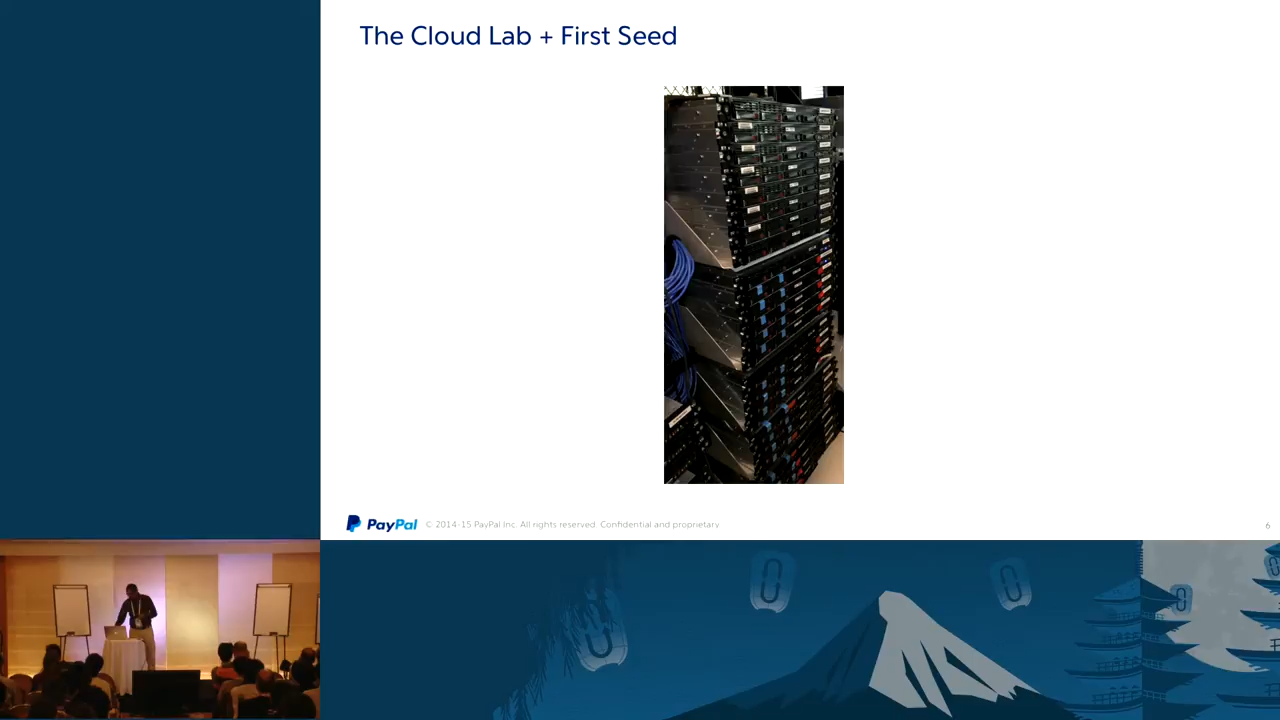 The Cloud Lab + First Seed
PayPal © 2014-15 PayPal Inc. All rights reserved. Confidential and proprietary
6